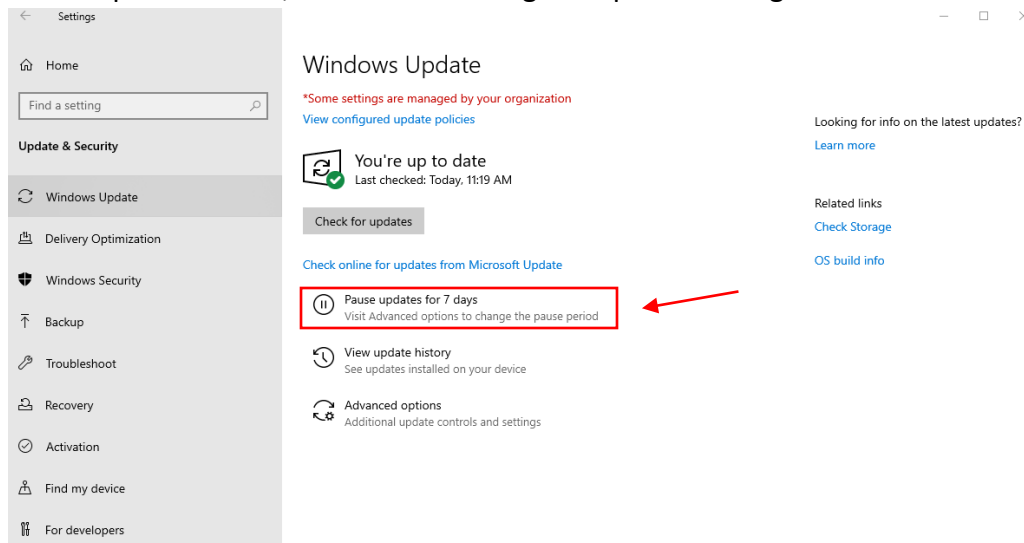 Settings
Home
Find a setting
Update & Security
Windows Update
Delivery Optimization
Windows Security
Backup
Troubleshoot
Recovery
Activation
Find my device
For developers
Windows Update
*Some settings are managed by your organization
View configured update policies
You're up to date
Last checked: Today, 11:19 AM
Check for updates
Check online for updates from Microsoft Update
Pause updates for 7 days
Visit Advanced options to change the pause period
View update history
See updates installed on your device
Advanced options
Additional update controls and settings
Looking for info on the latest updates?
Learn more
Related links
Check Storage
OS build info